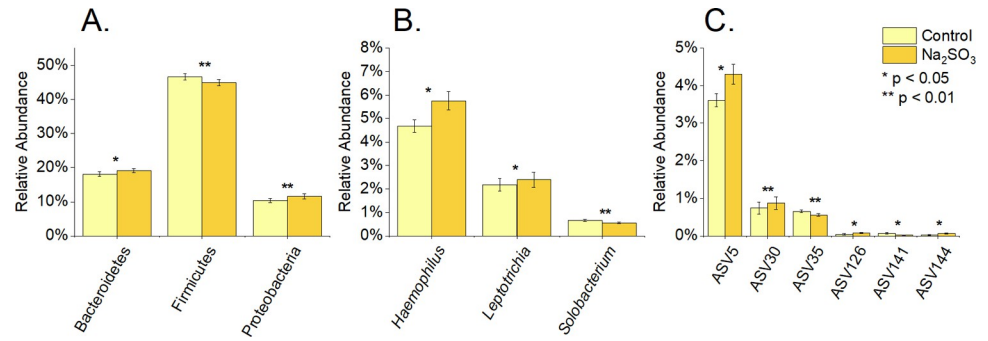 A.
Relative Abundance
50%
40%
30%
20%
10%
0%
**
*
**
Bacteroidetes
Firmicutes
Proteobacteria
B.
Relative Abundance
8%
7%
6%
5%
4%
3%
2%
1%
0%
*
*
**
Haemophilus
Leptotrichia
Solobacterium
C.
Relative Abundance
5%
4%
3%
2%
1%
0%
*
**
**
*
*
*
ASV5
ASV30
ASV35
ASV126
ASV141
ASV144
Control
Na₂SO₃
* p < 0.05
** p < 0.01